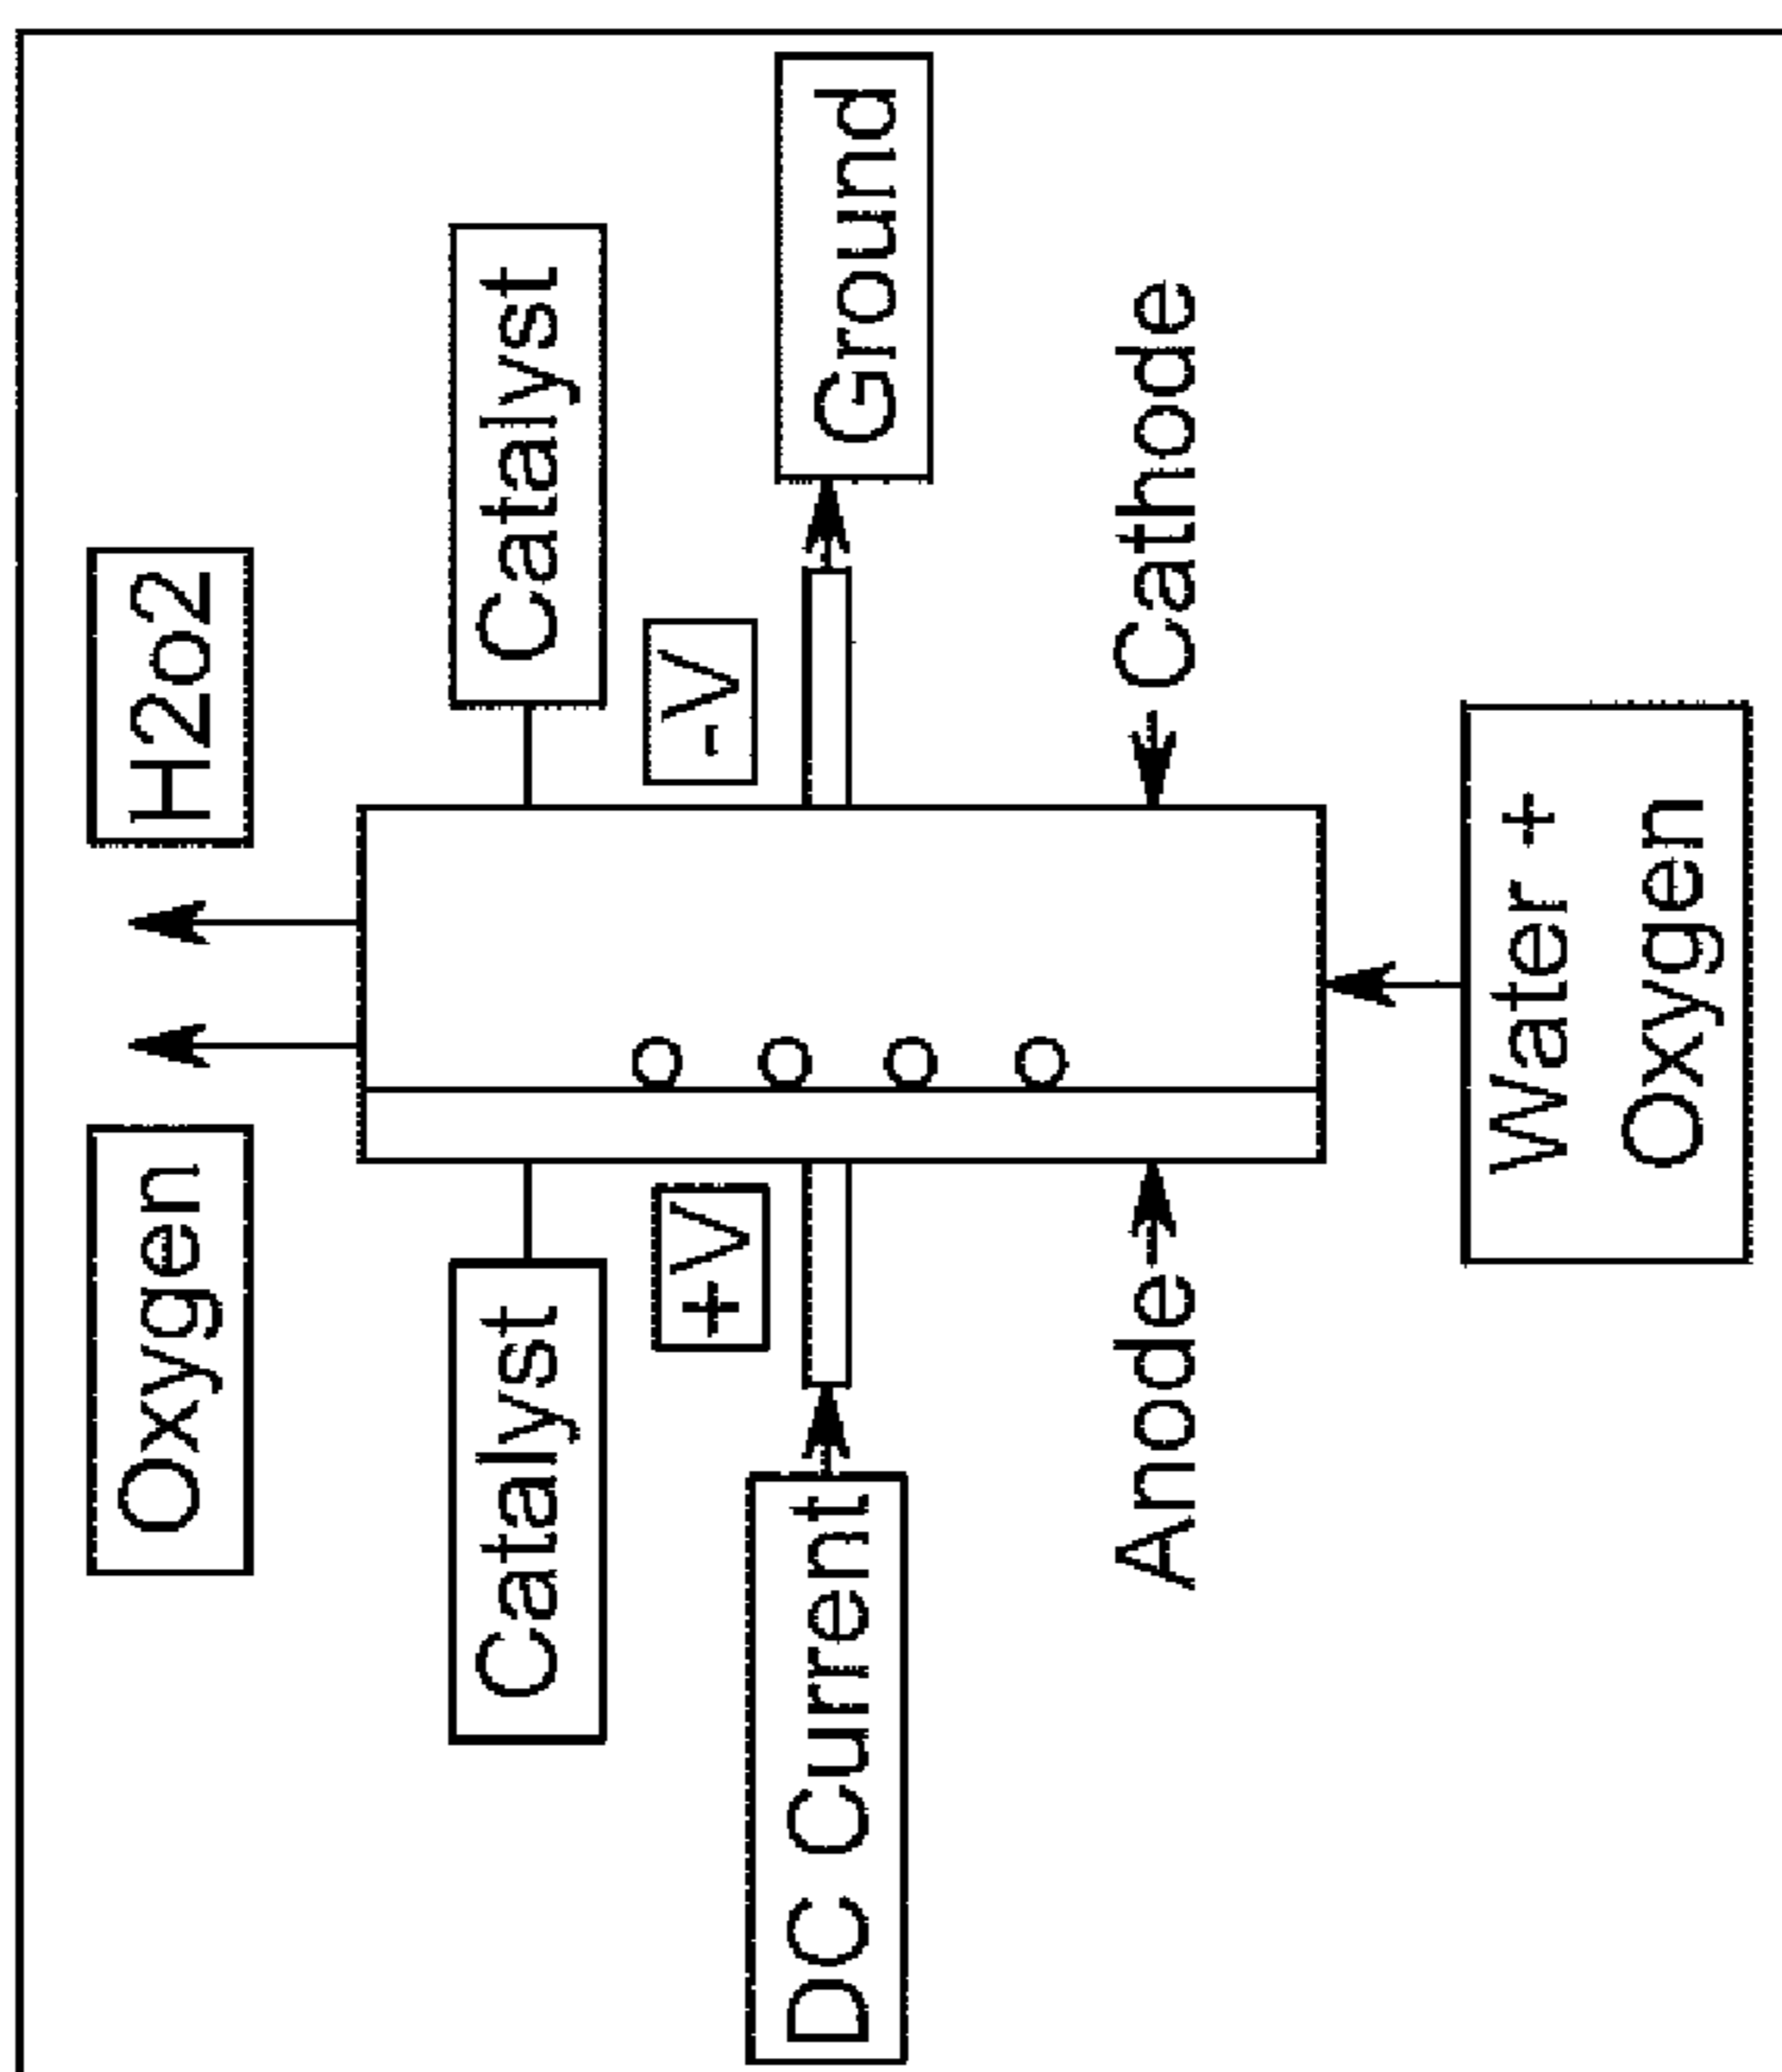 Oxygen
H2o2
Catalyst
Catalyst
+V
-V
DC Current
Ground
Anode
Cathode
Water +
Oxygen